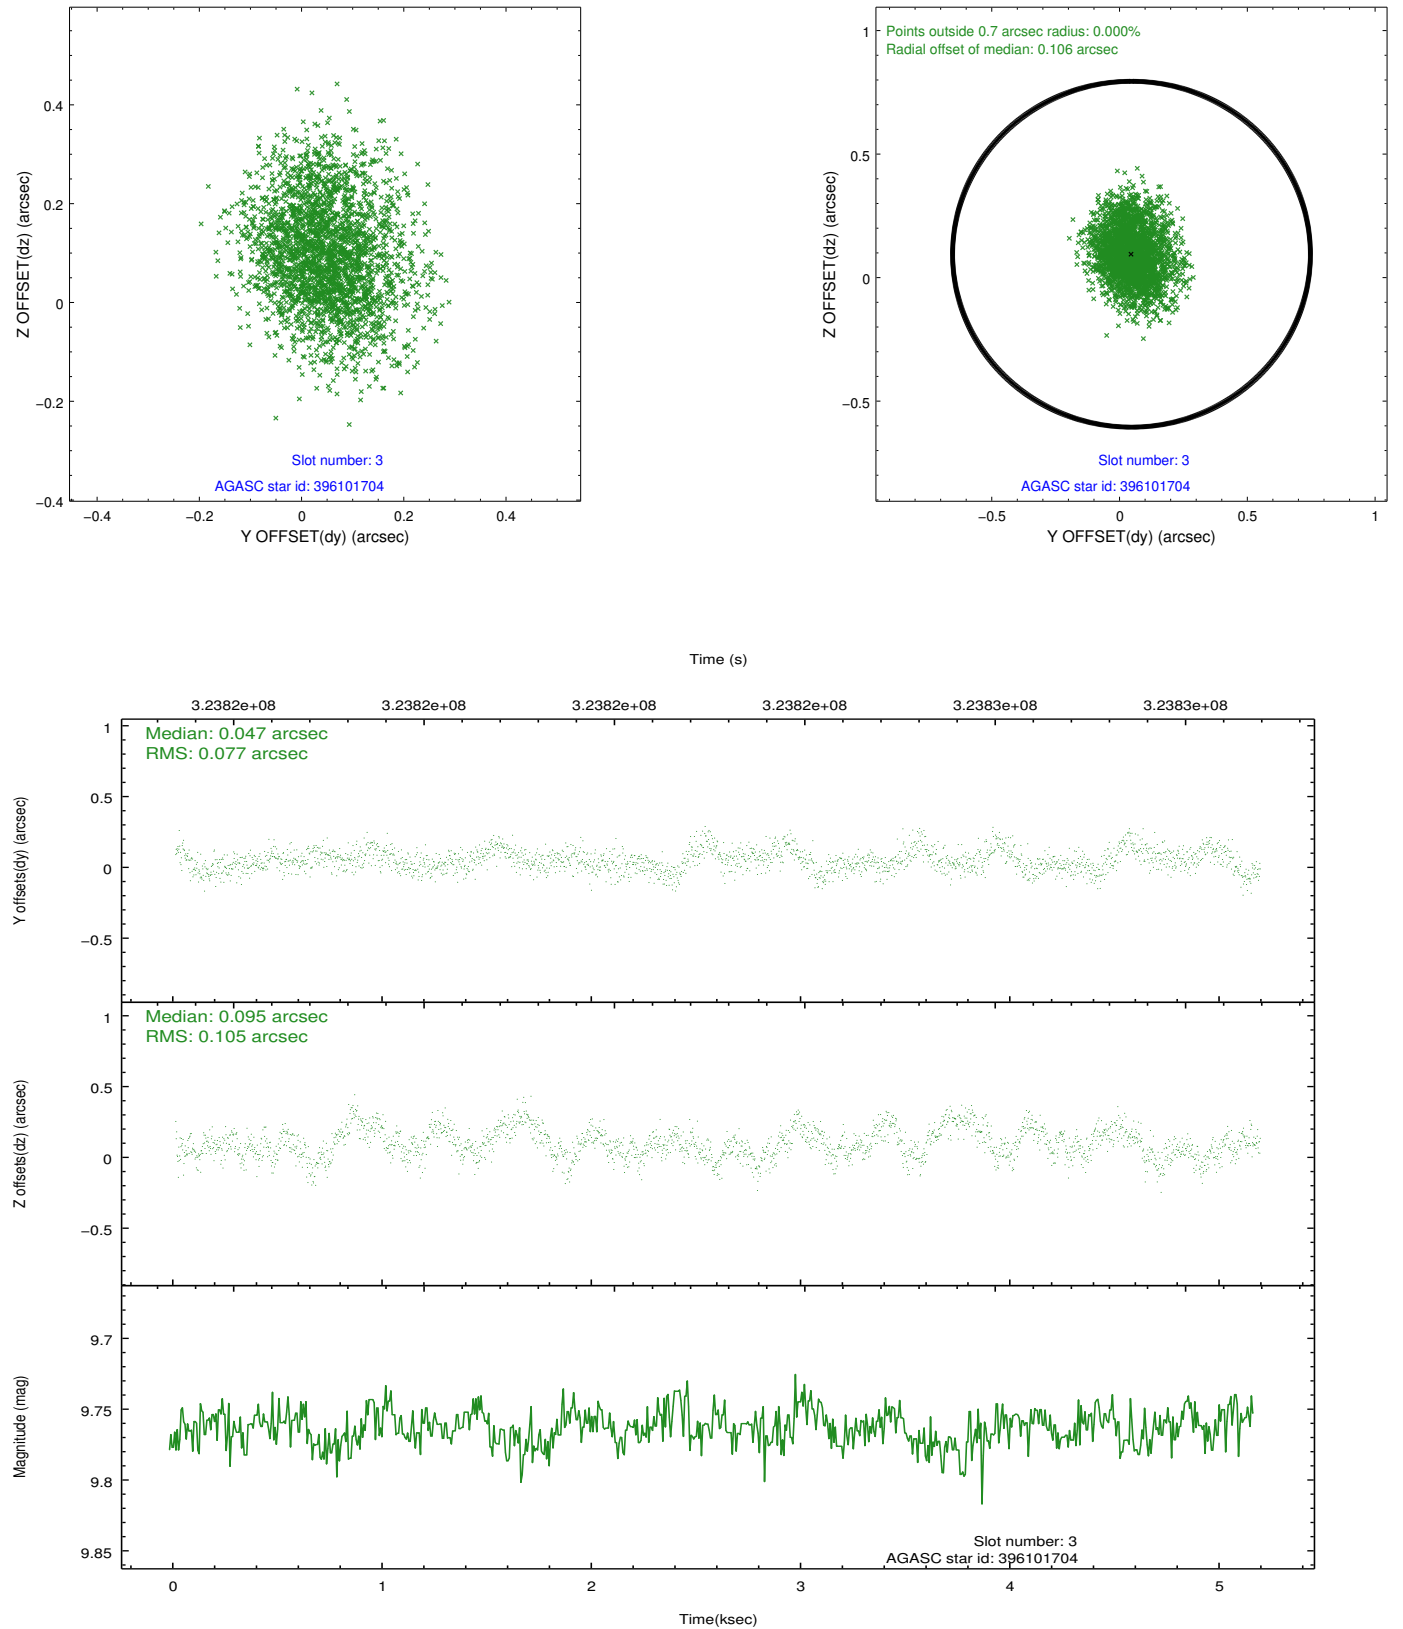 0.4
0.2
0
−0.2
−0.4
Z OFFSET(dz) (arcsec)
Slot number: 3
AGASC star id: 396101704
−0.4 −0.2 0 0.2 0.4
Y OFFSET(dy) (arcsec)
Points outside 0.7 arcsec radius: 0.000%
Radial offset of median: 0.106 arcsec
1
0.5
0
−0.5
Z OFFSET(dz) (arcsec)
Slot number: 3
AGASC star id: 396101704
−0.5 0 0.5 1
Y OFFSET(dy) (arcsec)
Time (s)
3.2382e+08 3.2382e+08 3.2382e+08 3.2382e+08 3.2383e+08 3.2383e+08
Median: 0.047 arcsec
RMS: 0.077 arcsec
1
0.5
0
−0.5
Y offsets(dy) (arcsec)
Median: 0.095 arcsec
RMS: 0.105 arcsec
1
0.5
0
−0.5
Z offsets(dz) (arcsec)
9.7
9.75
9.8
9.85
Magnitude (mag)
Slot number: 3
AGASC star id: 396101704
0 1 2 3 4 5
Time(ksec)